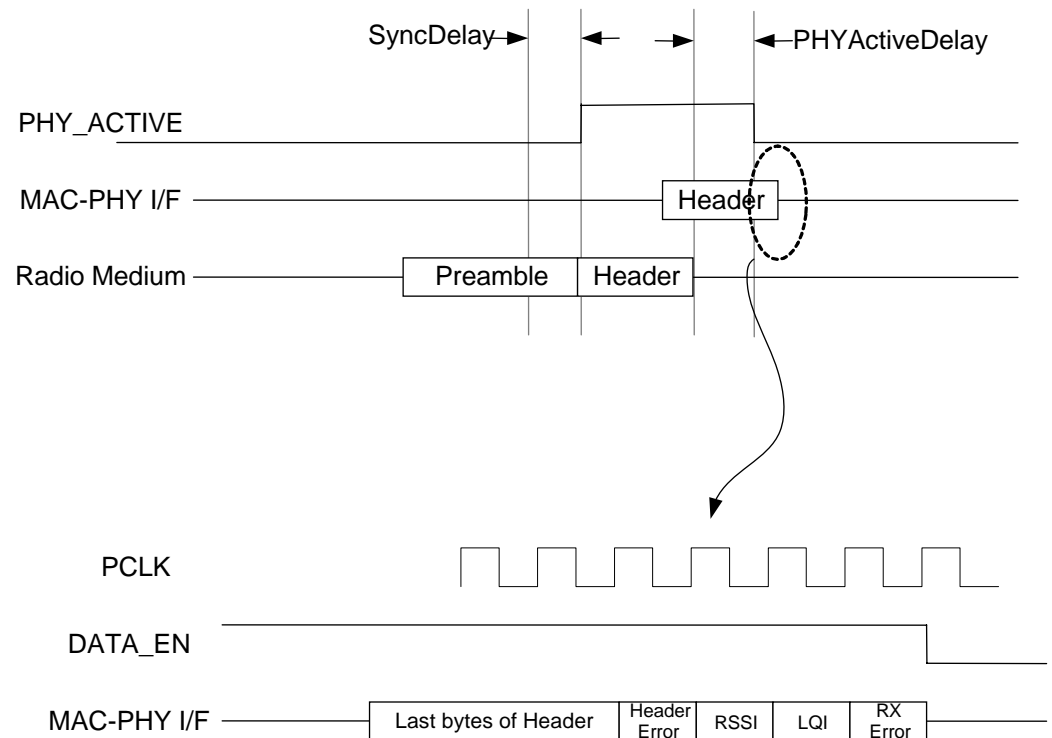 SyncDelay
PHYActiveDelay
PHY_ACTIVE
MAC-PHY I/F
Header
Radio Medium
Preamble
Header
PCLK
DATA_EN
MAC-PHY I/F
Last bytes of Header
Header
Error
RSSI
LQI
RX
Error